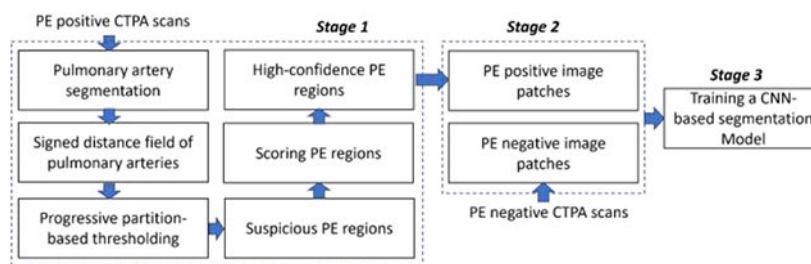 PE positive CTPA scans
Stage 1
Stage 2
Pulmonary artery
segmentation
High-confidence PE
regions
PE positive image
patches
Stage 3
Training a CNN-
based segmentation
Model
Signed distance field of
pulmonary arteries
Scoring PE regions
PE negative image
patches
Progressive partition-
based thresholding
Suspicious PE regions
PE negative CTPA scans